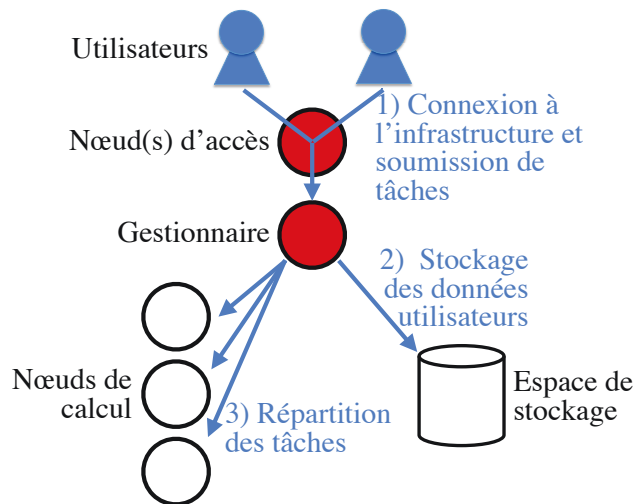 Utilisateurs
1) Connexion à
l’infrastructure et
soumission de
tâches
Nœud(s) d’accès
Gestionnaire
2) Stockage
des données
utilisateurs
Nœuds de
calcul
3) Répartition
des tâches
Espace de
stockage